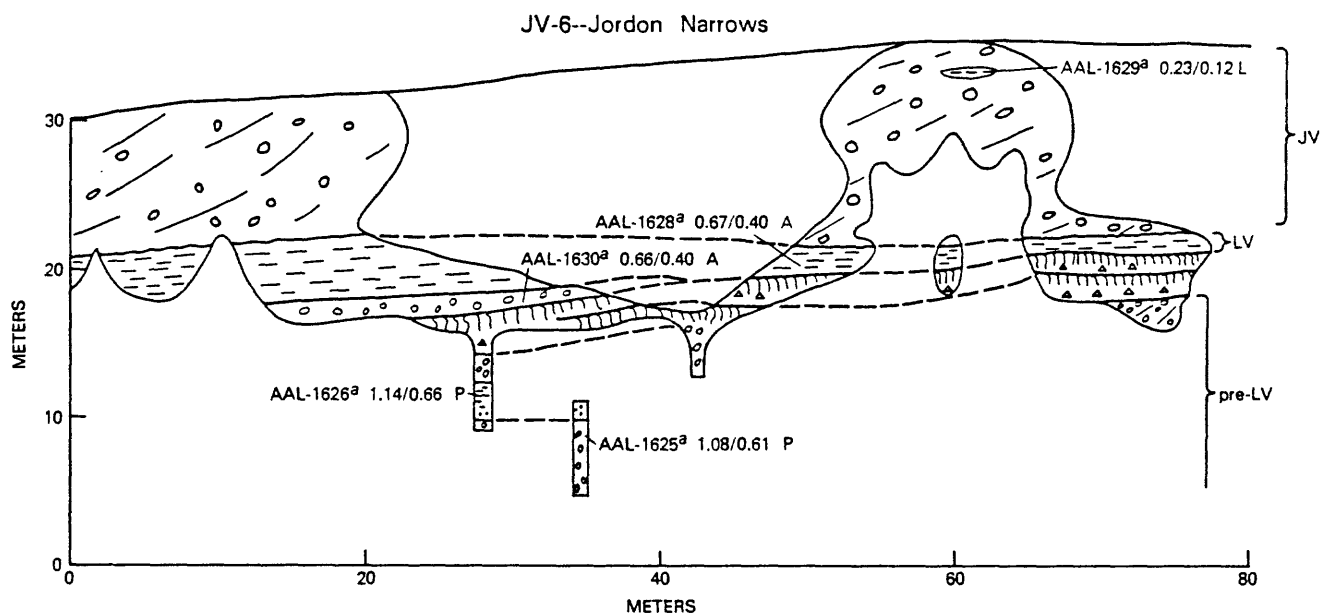 JV-6--Jordon Narrows
AAL-1629a 0.23/0.12 L
30
JV
AAL-1628a 0.67/0.40 A
LV
AAL-1630a 0.66/0.40 A
20
METERS
AAL-1626a 1.14/0.66 P
pre-LV
10
AAL-1625a 1.08/0.61 P
0
0 20 40 60 80
METERS